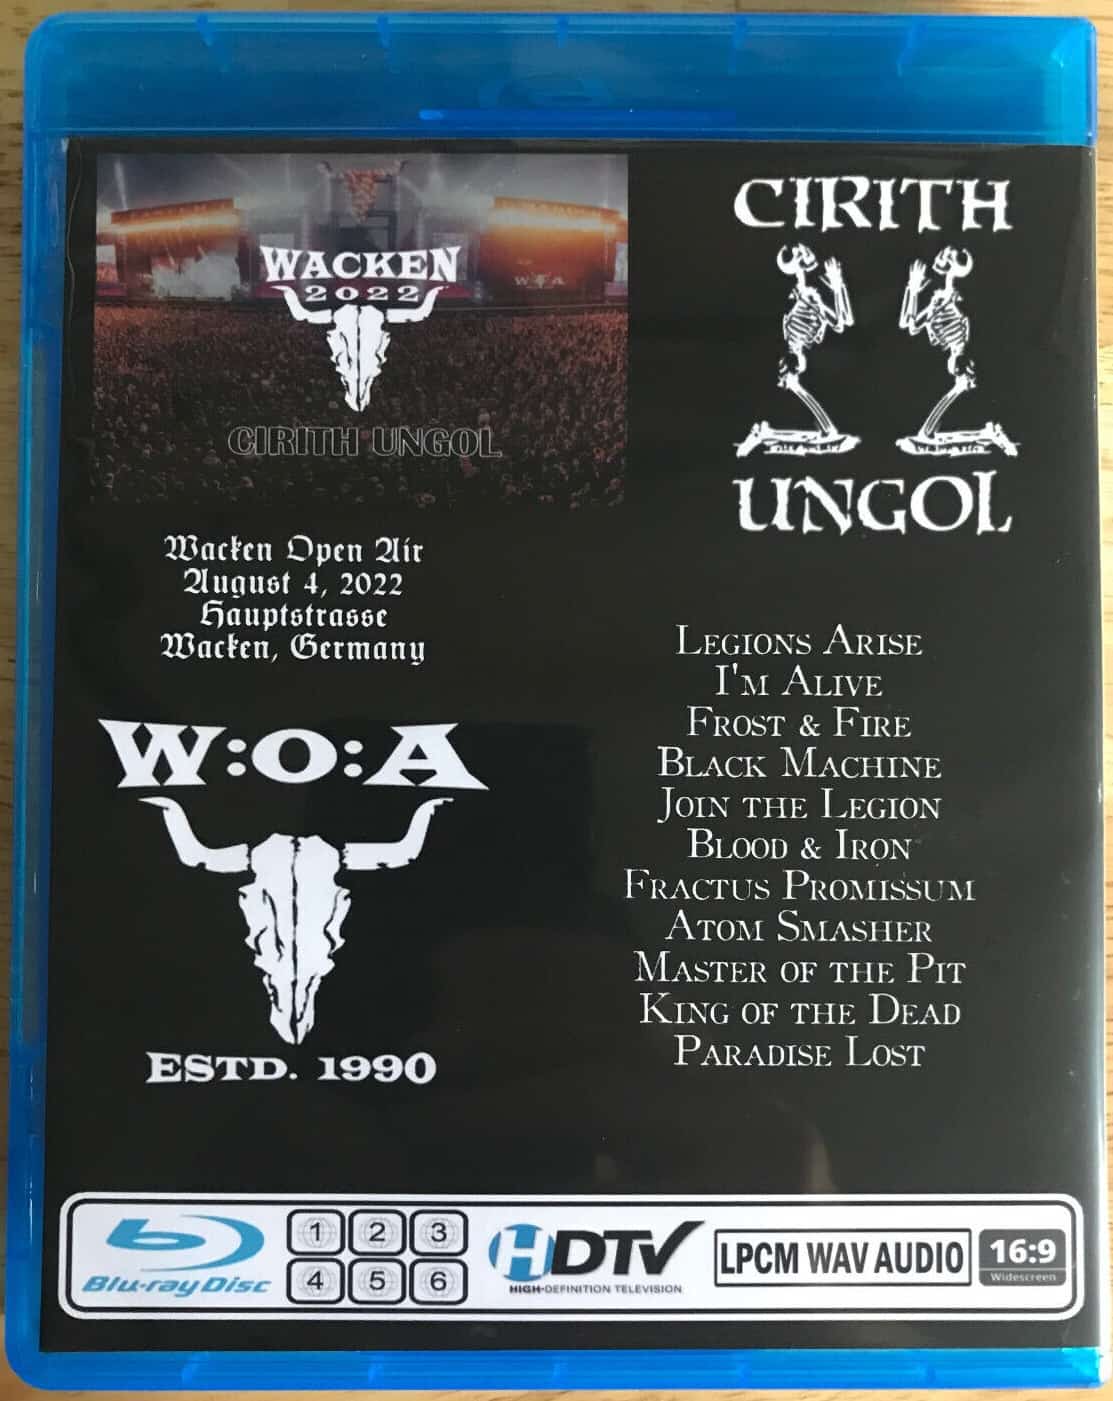 WACKEN
2022
W:O:A
CIRITH UNGOL
CIRITH
UNGOL
Wacken Open Air
August 4, 2022
Hauptstrasse
Wacken, Germany
W:O:A
ESTD. 1990
LEGIONS ARISE
I'M ALIVE
FROST & FIRE
BLACK MACHINE
JOIN THE LEGION
BLOOD & IRON
FRACTUS PROMISSUM
ATOM SMASHER
MASTER OF THE PIT
KING OF THE DEAD
PARADISE LOST
Blu-ray Disc
1 2 3
4 5 6
HDTV
HIGH-DEFINITION TELEVISION
LPCM WAV AUDIO
16:9
Widescreen